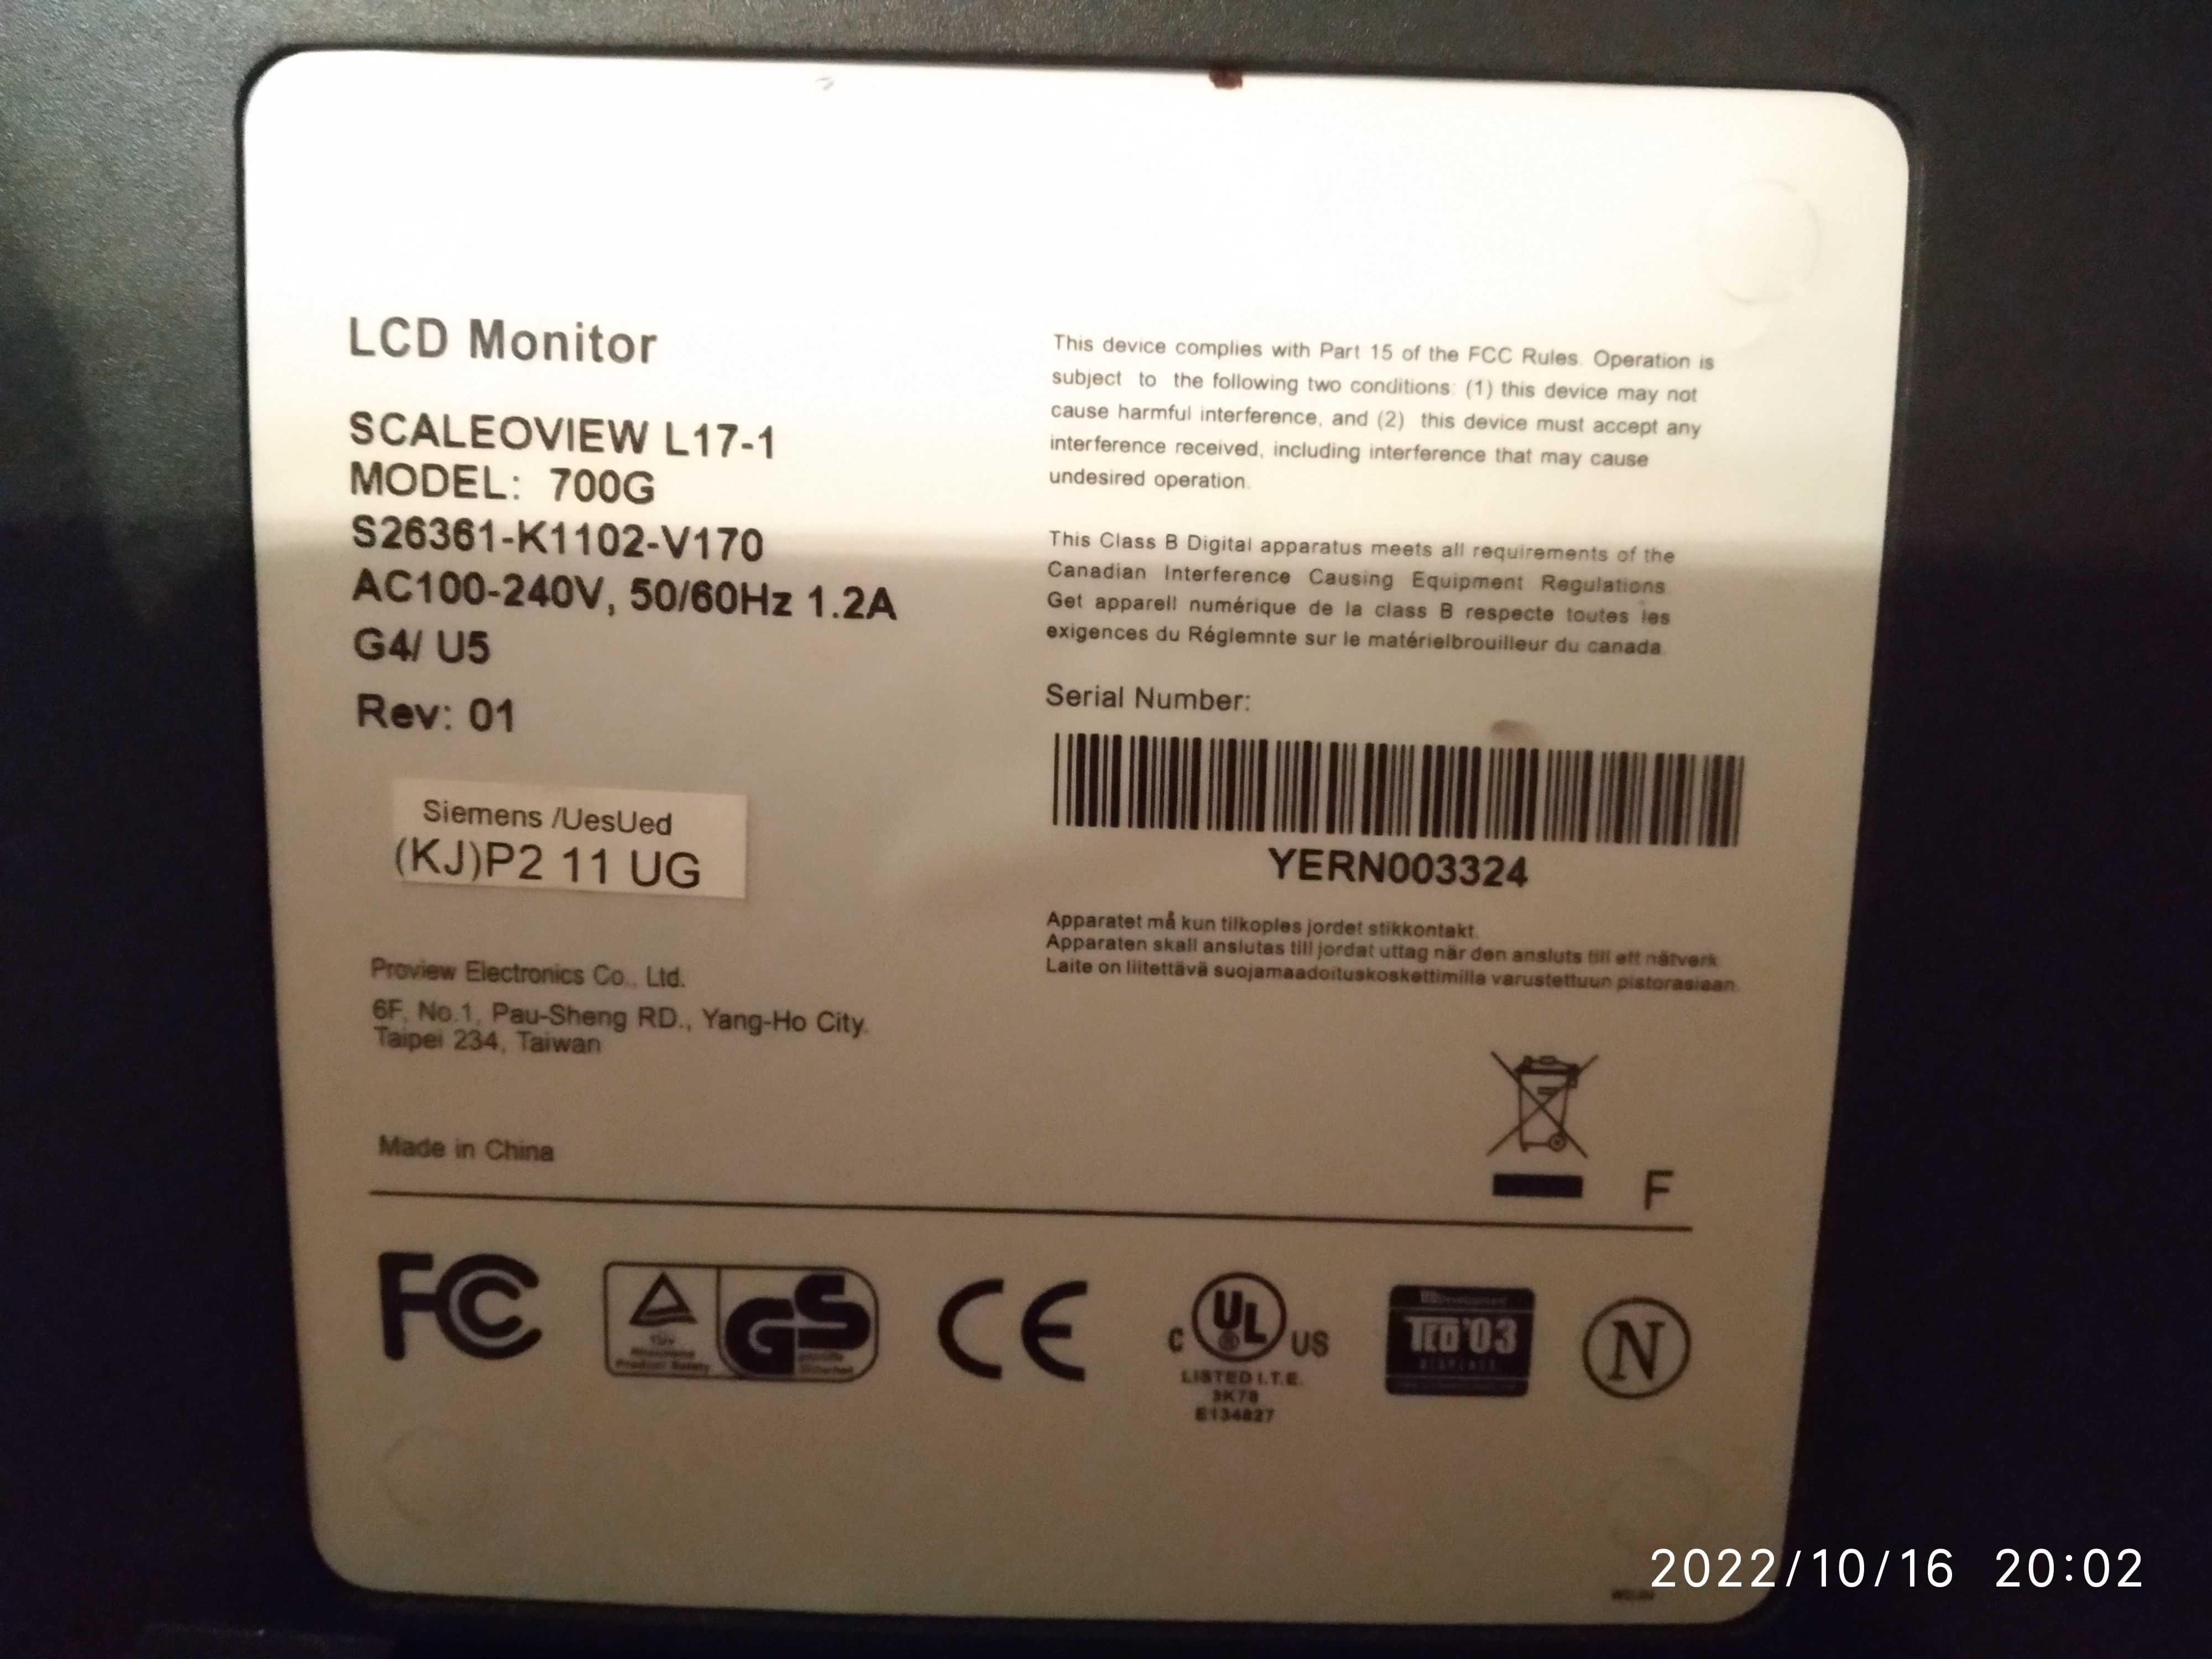 LCD Monitor
SCALEOVIEW L17-1
MODEL: 700G
S26361-K1102-V170
AC100-240V, 50/60Hz 1.2A
G4/ U5
Rev: 01
Siemens /UesUed
(KJ)P2 11 UG
Proview Electronics Co., Ltd.
6F, No.1, Pau-Sheng RD., Yang-Ho City.
Taipei 234, Taiwan
Made in China
This device complies with Part 15 of the FCC Rules. Operation is
subject to the following two conditions: (1) this device may not
cause harmful interference, and (2) this device must accept any
interference received, including interference that may cause
undesired operation.
This Class B Digital apparatus meets all requirements of the
Canadian Interference Causing Equipment Regulations.
Get apparell numérique de la class B respecte toutes les
exigences du Réglemnte sur le matérielbrouilleur du canada
Serial Number:
YERN003324
Apparatet må kun tilkoples jordet stikkontakt.
Apparaten skall anslutas till jordat uttag när den ansluts till ett nätverk
Laite on liitettävä suojamaadoituskoskettimilla varustettuun pistorasiaan.
F
FC
TÜV
Rheinland
Product Safety
GS
geprüfte
Sicherheit
CE
C UL US
LISTED I.T.E.
3K78
E134827
TCO'03
DISPLAYS
N
2022/10/16 20:02